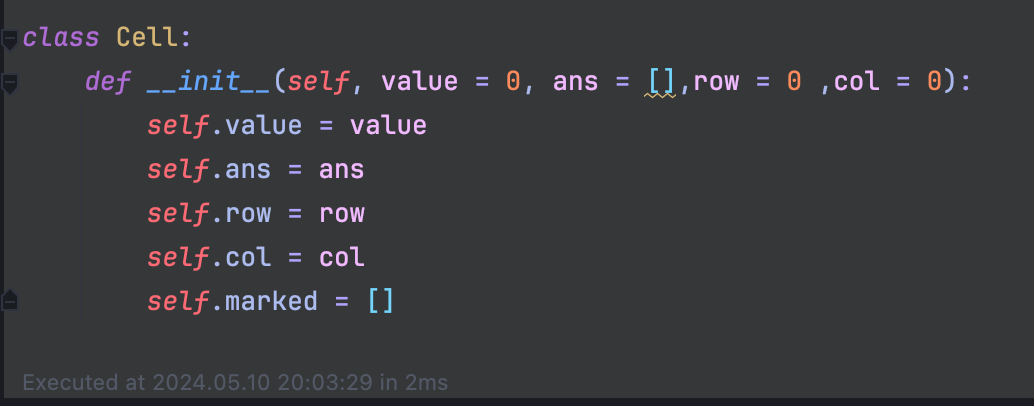 class Cell:
    def __init__(self, value = 0, ans = [],row = 0 ,col = 0):
        self.value = value
        self.ans = ans
        self.row = row
        self.col = col
        self.marked = []
Executed at 2024.05.10 20:03:29 in 2ms